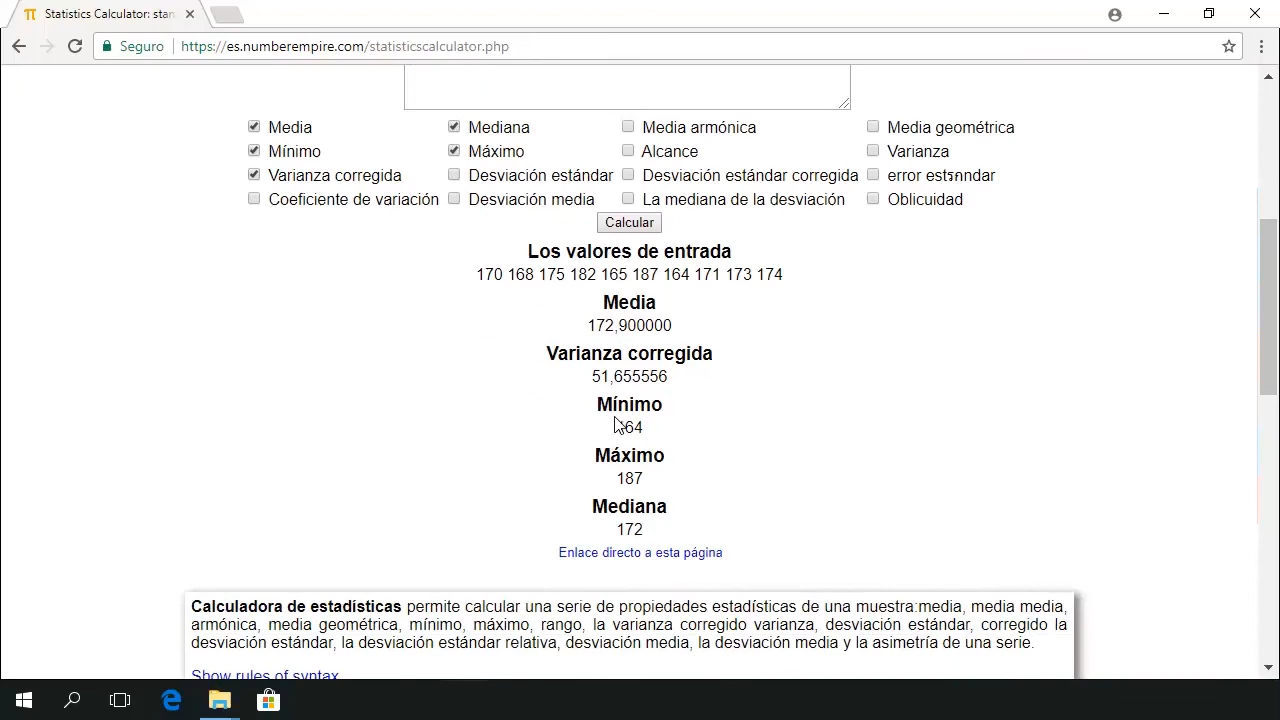 Statistics Calculator: star
Seguro https://es.numberempire.com/statisticscalculator.php
Media Mediana Media armónica Media geométrica
Mínimo Máximo Alcance Varianza
Varianza corregida Desviación estándar Desviación estándar corregida error
Coeficiente de variación Desviación media La mediana de la desviación Oblicuidad
Calcular
Los valores de entrada
170 168 175 182 165 187 164 171 173 174
Media
172,900000
Varianza corregida
51,655556
Mínimo
64
Máximo
187
Mediana
172
Enlace directo a esta página
Calculadora de estadísticas permite calcular una serie de propiedades estadísticas de una muestra:media, media media,
armónica, media geométrica, mínimo, máximo, rango, la varianza corregido varianza, desviación estándar, corregido la
desviación estándar, la desviación estándar relativa, desviación media, la desviación media y la asimetría de una serie.
Show rules of syntax